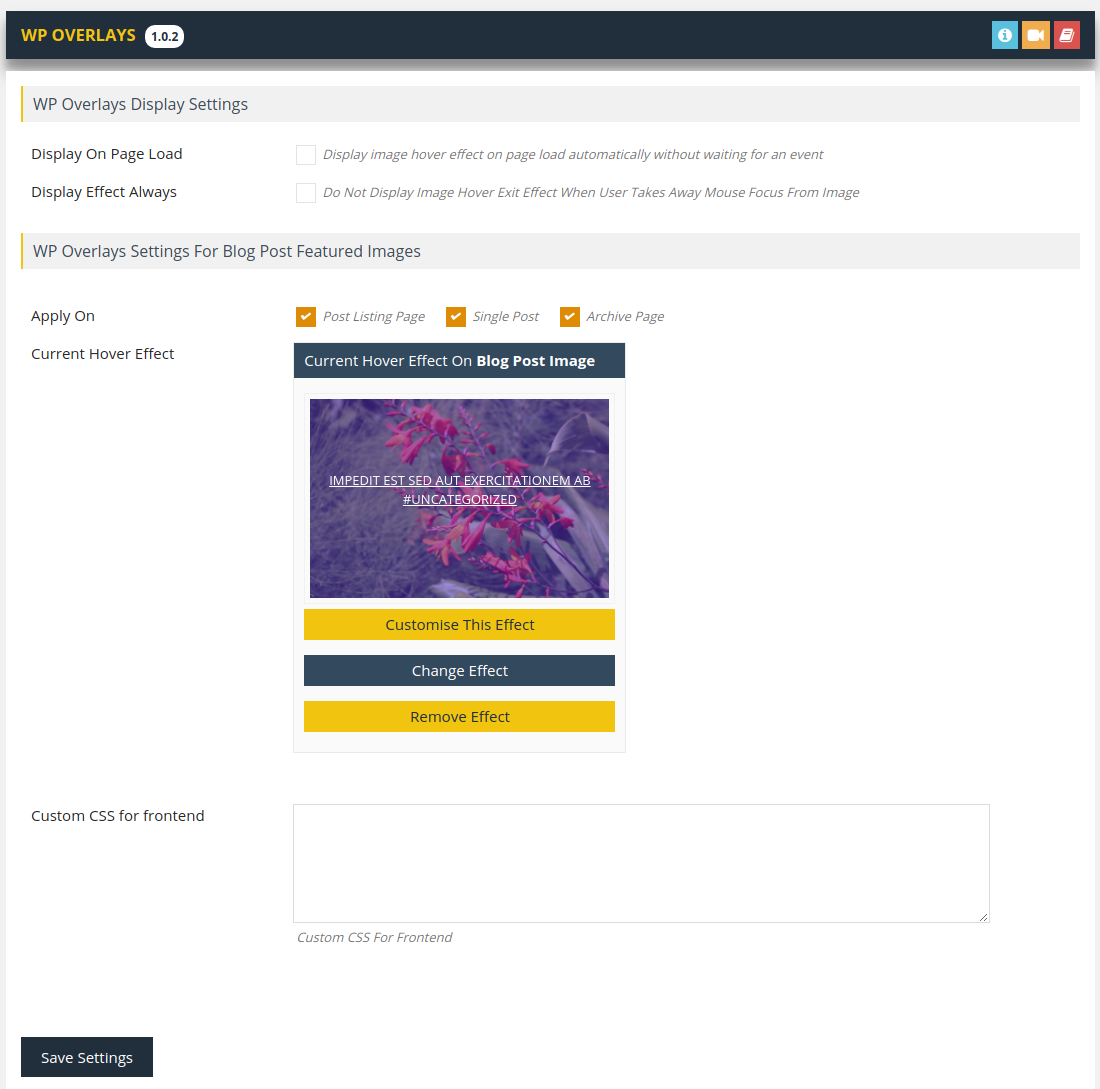 WP OVERLAYS 1.0.2
WP Overlays Display Settings
Display On Page Load
Display image hover effect on page load automatically without waiting for an event
Display Effect Always
Do Not Display Image Hover Exit Effect When User Takes Away Mouse Focus From Image
WP Overlays Settings For Blog Post Featured Images
Apply On
Post Listing Page
Single Post
Archive Page
Current Hover Effect
Current Hover Effect On Blog Post Image
IMPEDIT EST SED AUT EXERCITATIONEM AB
#UNCATEGORIZED
Customise This Effect
Change Effect
Remove Effect
Custom CSS for frontend
Custom CSS For Frontend
Save Settings